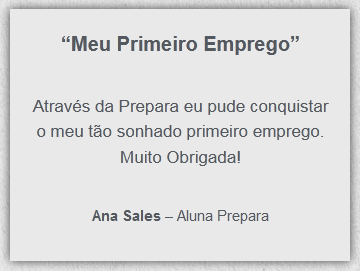 “Meu Primeiro Emprego”
Através da Prepara eu pude conquistar
o meu tão sonhado primeiro emprego.
Muito Obrigada!
Ana Sales – Aluna Prepara